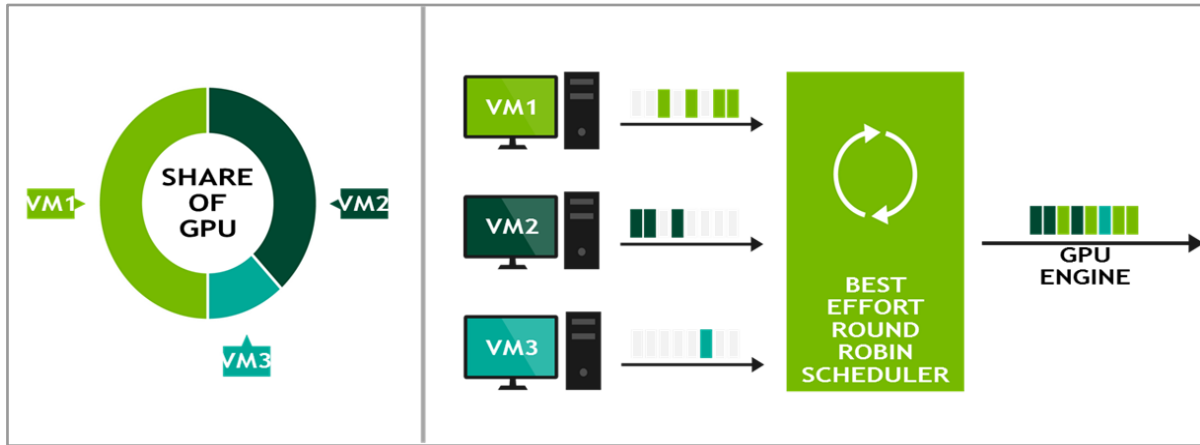 SHARE
OF
GPU
VM1
VM2
VM3
VM1
VM2
VM3
BEST
EFFORT
ROUND
ROBIN
SCHEDULER
GPU
ENGINE